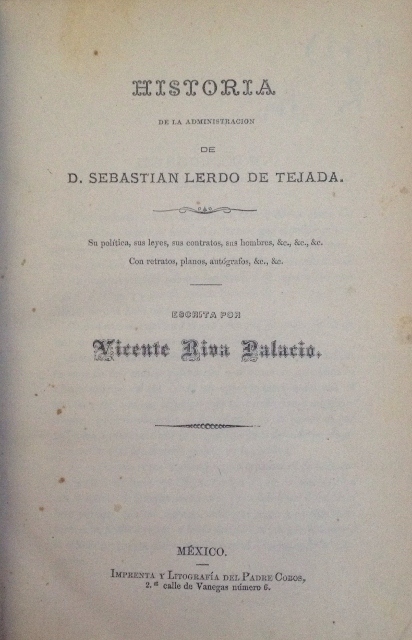 HISTORIA
DE LA ADMINISTRACION
DE
D. SEBASTIAN LERDO DE TEJADA.
Su política, sus leyes, sus contratos, sus hombres, &c., &c., &c.
Con retratos, planos, autógrafos, &c., &c.
ESCRITA POR
Vicente Riva Palacio.
MÉXICO.
IMPRENTA Y LITOGRAFÍA DEL PADRE COBOS,
2.ª calle de Vanegas número 6.